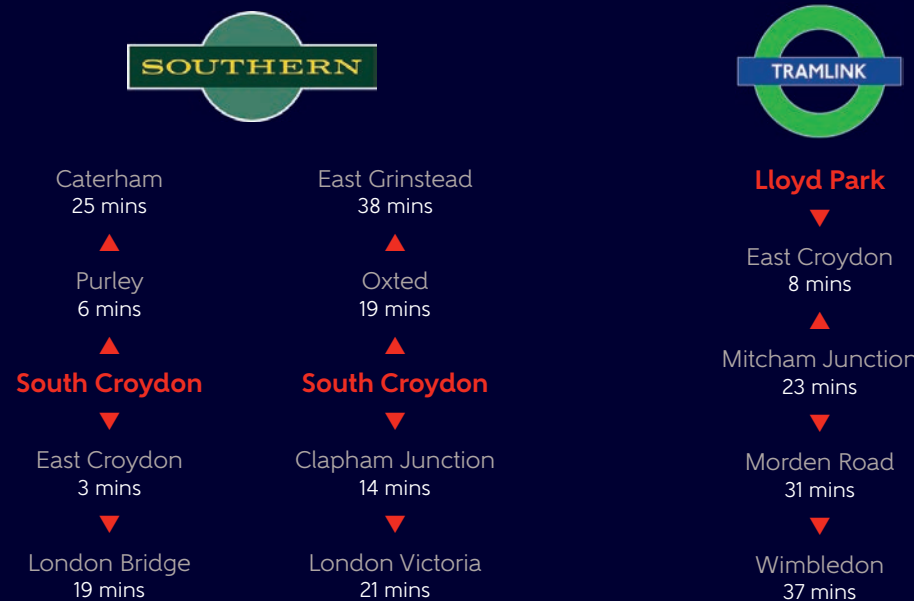 SOUTHERN
Caterham
25 mins
Purley
6 mins
South Croydon
East Croydon
3 mins
London Bridge
19 mins
East Grinstead
38 mins
Oxted
19 mins
South Croydon
Clapham Junction
14 mins
London Victoria
21 mins
TRAMLINK
Lloyd Park
East Croydon
8 mins
Mitcham Junction
23 mins
Morden Road
31 mins
Wimbledon
37 mins